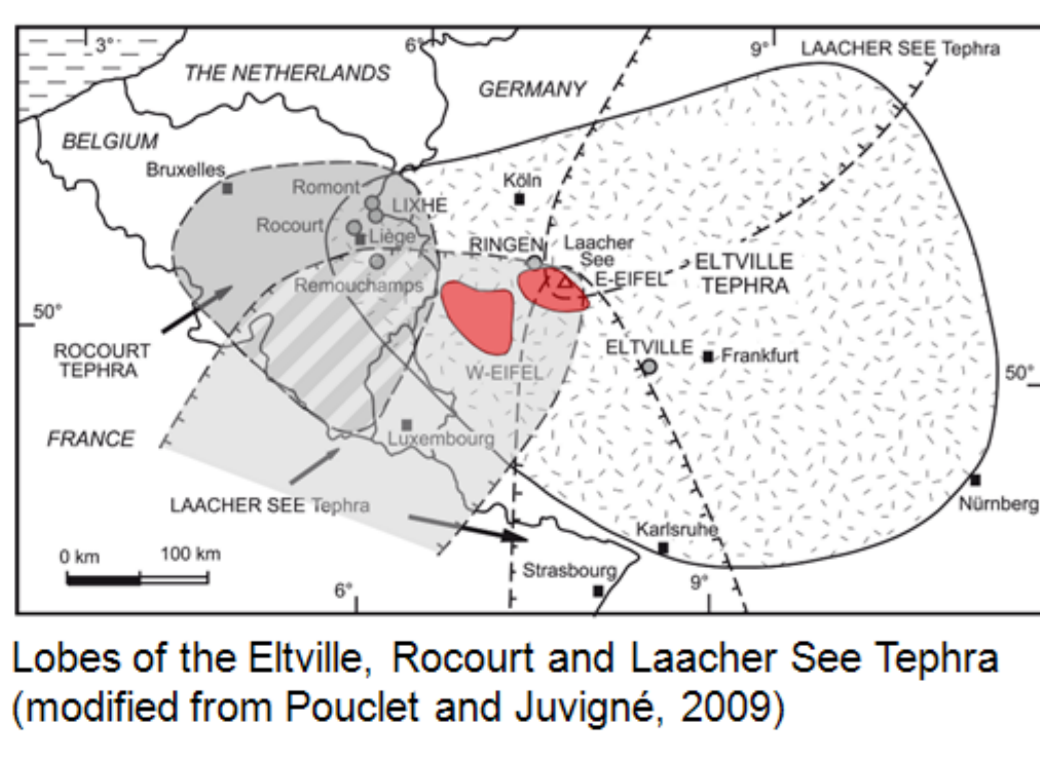 3°
6°
9°
LAACHER SEE Tephra
THE NETHERLANDS
GERMANY
BELGIUM
Bruxelles
Romont
Köln
LIXHE
Rocourt
Liège
RINGEN
Laacher
See
E-EIFEL
ELTVILLE
TEPHRA
Remouchamps
50°
ROCOURT
TEPHRA
ELTVILLE
Frankfurt
W-EIFEL
50°
FRANCE
Luxembourg
LAACHER SEE Tephra
Nürnberg
Karlsruhe
0 km
100 km
Strasbourg
6°
9°
Lobes of the Eltville, Rocourt and Laacher See Tephra
(modified from Pouclet and Juvigné, 2009)